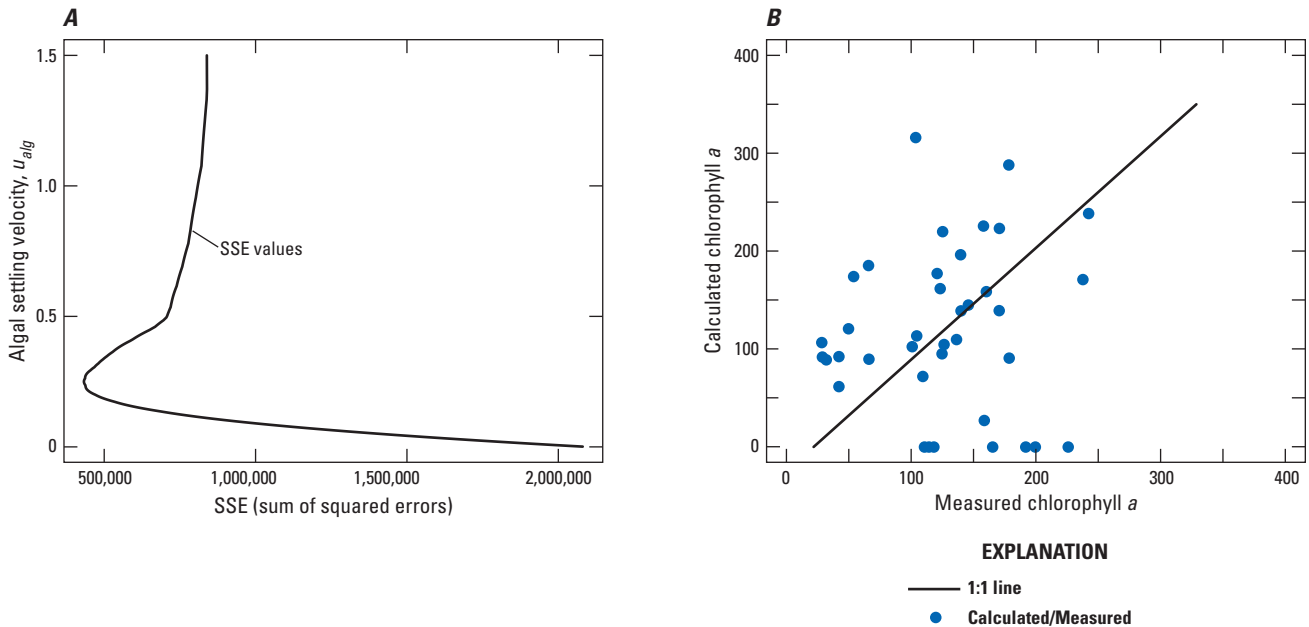 A
1.5
1.0
0.5
0
Algal settling velocity, u_alg
SSE values
500,000 1,000,000 1,500,000 2,000,000
SSE (sum of squared errors)
B
400
300
200
100
0
Calculated chlorophyll a
0 100 200 300 400
Measured chlorophyll a
EXPLANATION
1:1 line
Calculated/Measured